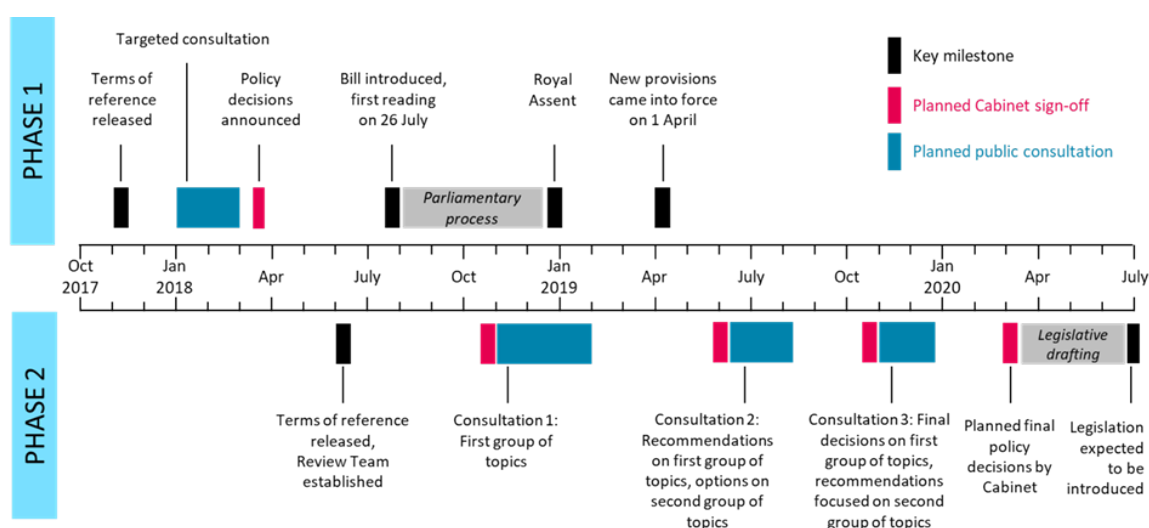 PHASE 1
Targeted consultation
Terms of
reference
released
Policy
decisions
announced
Bill introduced,
first reading
on 26 July
Royal
Assent
New provisions
came into force
on 1 April
Key milestone
Planned Cabinet sign-off
Planned public consultation
Parliamentary
process
Oct
2017
Jan
2018
Apr
July
Oct
Jan
2019
Apr
July
Oct
Jan
2020
Apr
July
PHASE 2
Legislative
drafting
Terms of reference
released,
Review Team
established
Consultation 1:
First group of
topics
Consultation 2:
Recommendations
on first group of
topics, options on
second group of
topics
Consultation 3: Final
decisions on first
group of topics,
recommendations
focused on second
group of topics
Planned final
policy
decisions by
Cabinet
Legislation
expected
to be
introduced